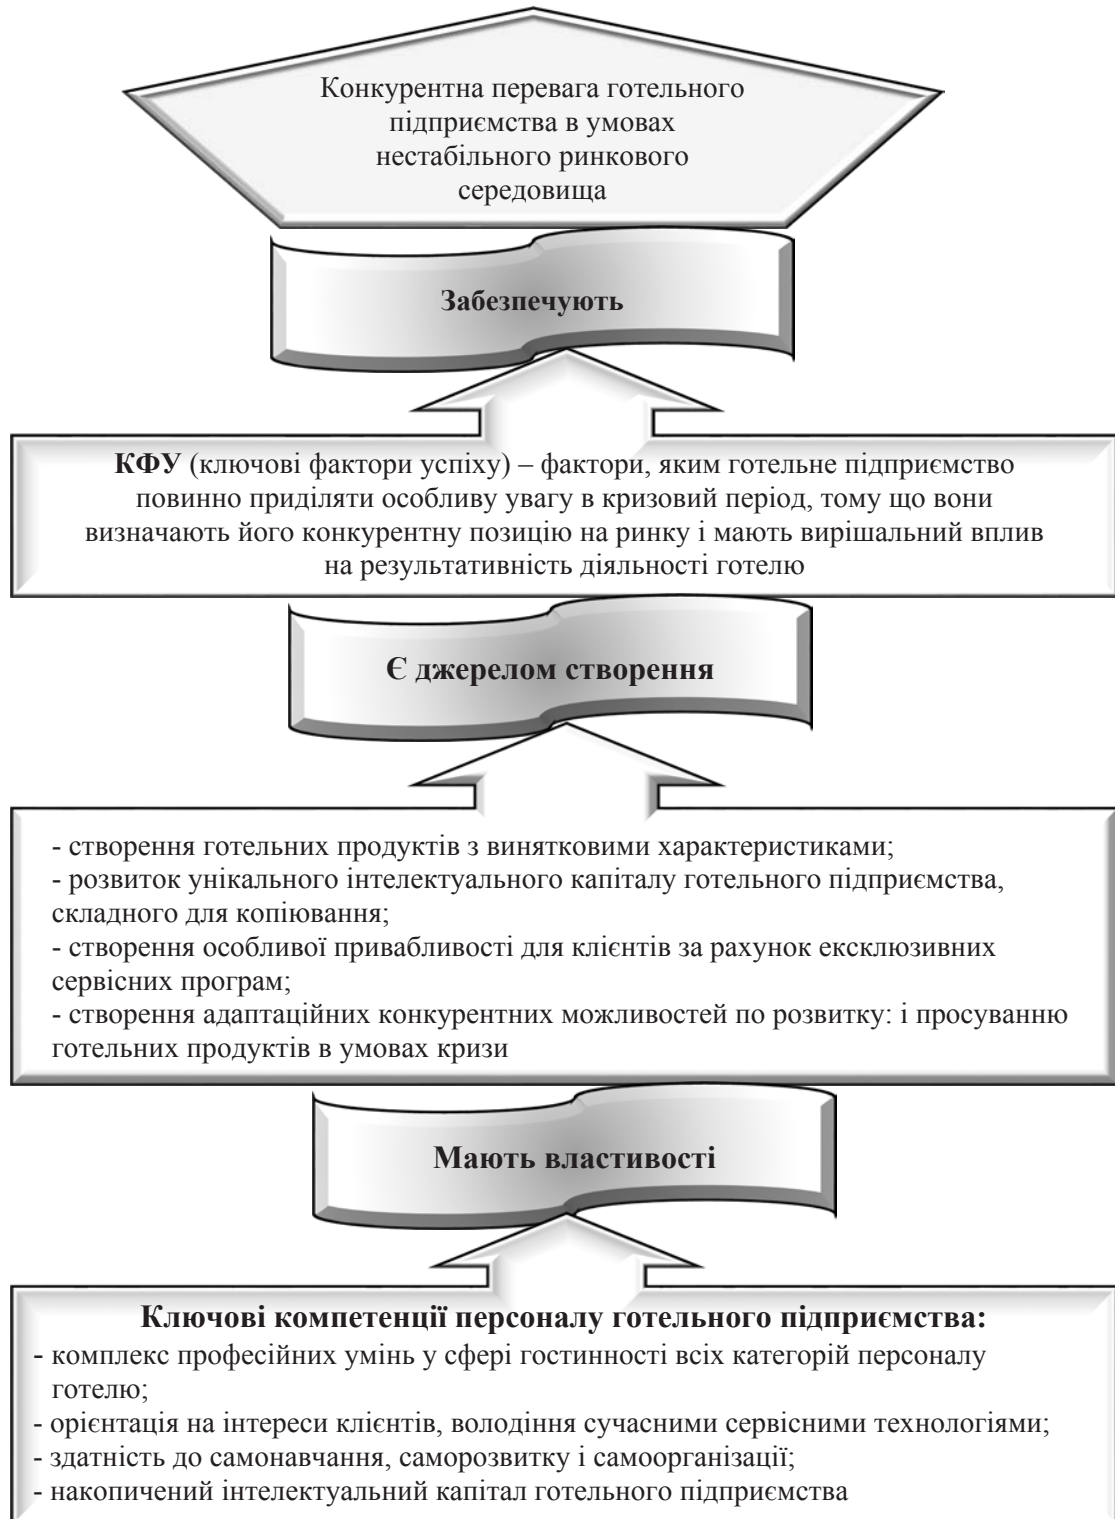 Конкурентна перевага готельного
підприємства в умовах
нестабільного ринкового
середовища
Забезпечують
КФУ (ключові фактори успіху) – фактори, яким готельне підприємство
повинно приділяти особливу увагу в кризовий період, тому що вони
визначають його конкурентну позицію на ринку і мають вирішальний вплив
на результативність діяльності готелю
Є джерелом створення
- створення готельних продуктів з винятковими характеристиками;
- розвиток унікального інтелектуального капіталу готельного підприємства,
складного для копіювання;
- створення особливої привабливості для клієнтів за рахунок ексклюзивних
сервісних програм;
- створення адаптаційних конкурентних можливостей по розвитку: і просуванню
готельних продуктів в умовах кризи
Мають властивості
Ключові компетенції персоналу готельного підприємства:
- комплекс професійних умінь у сфері гостинності всіх категорій персоналу
готелю;
- орієнтація на інтереси клієнтів, володіння сучасними сервісними технологіями;
- здатність до самонавчання, саморозвитку і самоорганізації;
- накопичений інтелектуальний капітал готельного підприємства